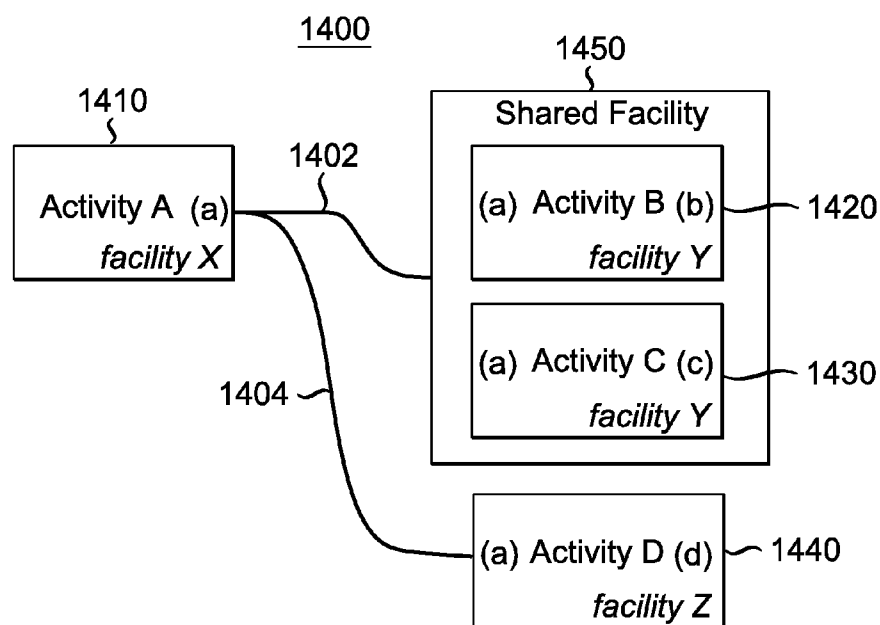 1400
1450
Shared Facility
1410
1402
Activity A (a)
facility X
(a) Activity B (b)
facility Y
1420
(a) Activity C (c)
facility Y
1430
1404
(a) Activity D (d)
facility Z
1440